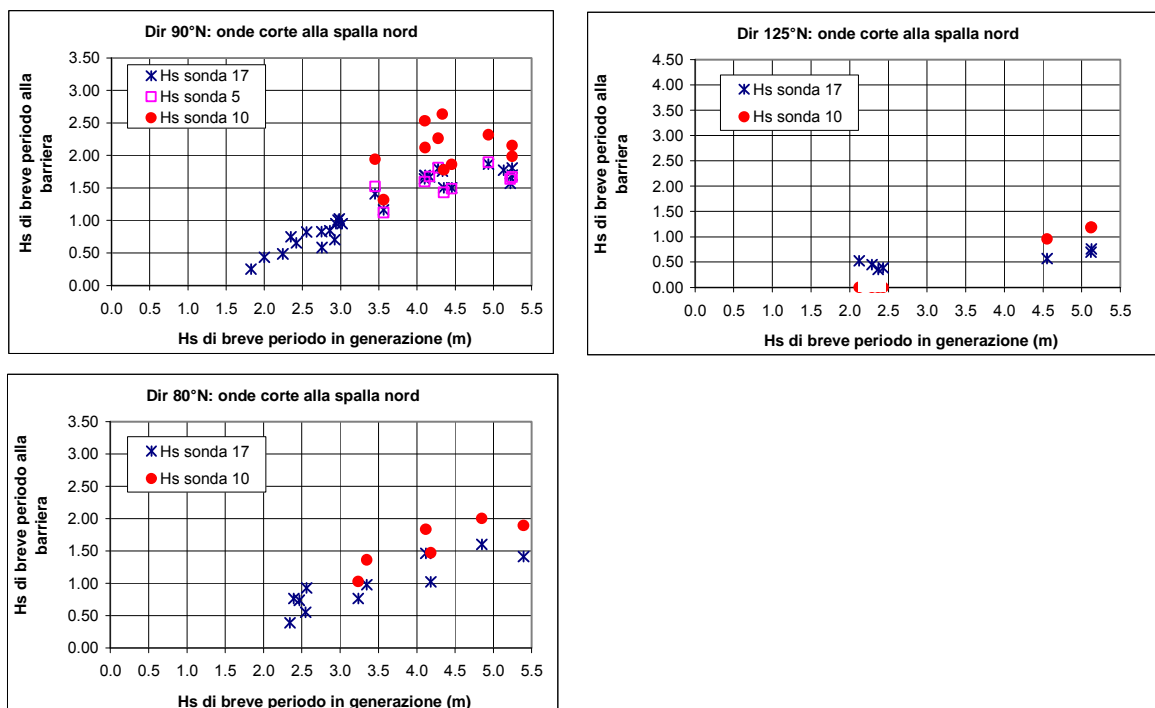 Dir 90°N: onde corte alla spalla nord
Hs di breve periodo alla
barriera
3.50
3.00
2.50
2.00
1.50
1.00
0.50
0.00
Hs sonda 17
Hs sonda 5
Hs sonda 10
0.0 0.5 1.0 1.5 2.0 2.5 3.0 3.5 4.0 4.5 5.0 5.5
Hs di breve periodo in generazione (m)
Dir 125°N: onde corte alla spalla nord
Hs di breve periodo alla
barriera
4.50
4.00
3.50
3.00
2.50
2.00
1.50
1.00
0.50
0.00
Hs sonda 17
Hs sonda 10
0.0 0.5 1.0 1.5 2.0 2.5 3.0 3.5 4.0 4.5 5.0 5.5
Hs di breve periodo in generazione (m)
Dir 80°N: onde corte alla spalla nord
Hs di breve periodo alla
barriera
3.50
3.00
2.50
2.00
1.50
1.00
0.50
0.00
Hs sonda 17
Hs sonda 10
0.0 0.5 1.0 1.5 2.0 2.5 3.0 3.5 4.0 4.5 5.0 5.5
Hs di breve periodo in generazione (m)